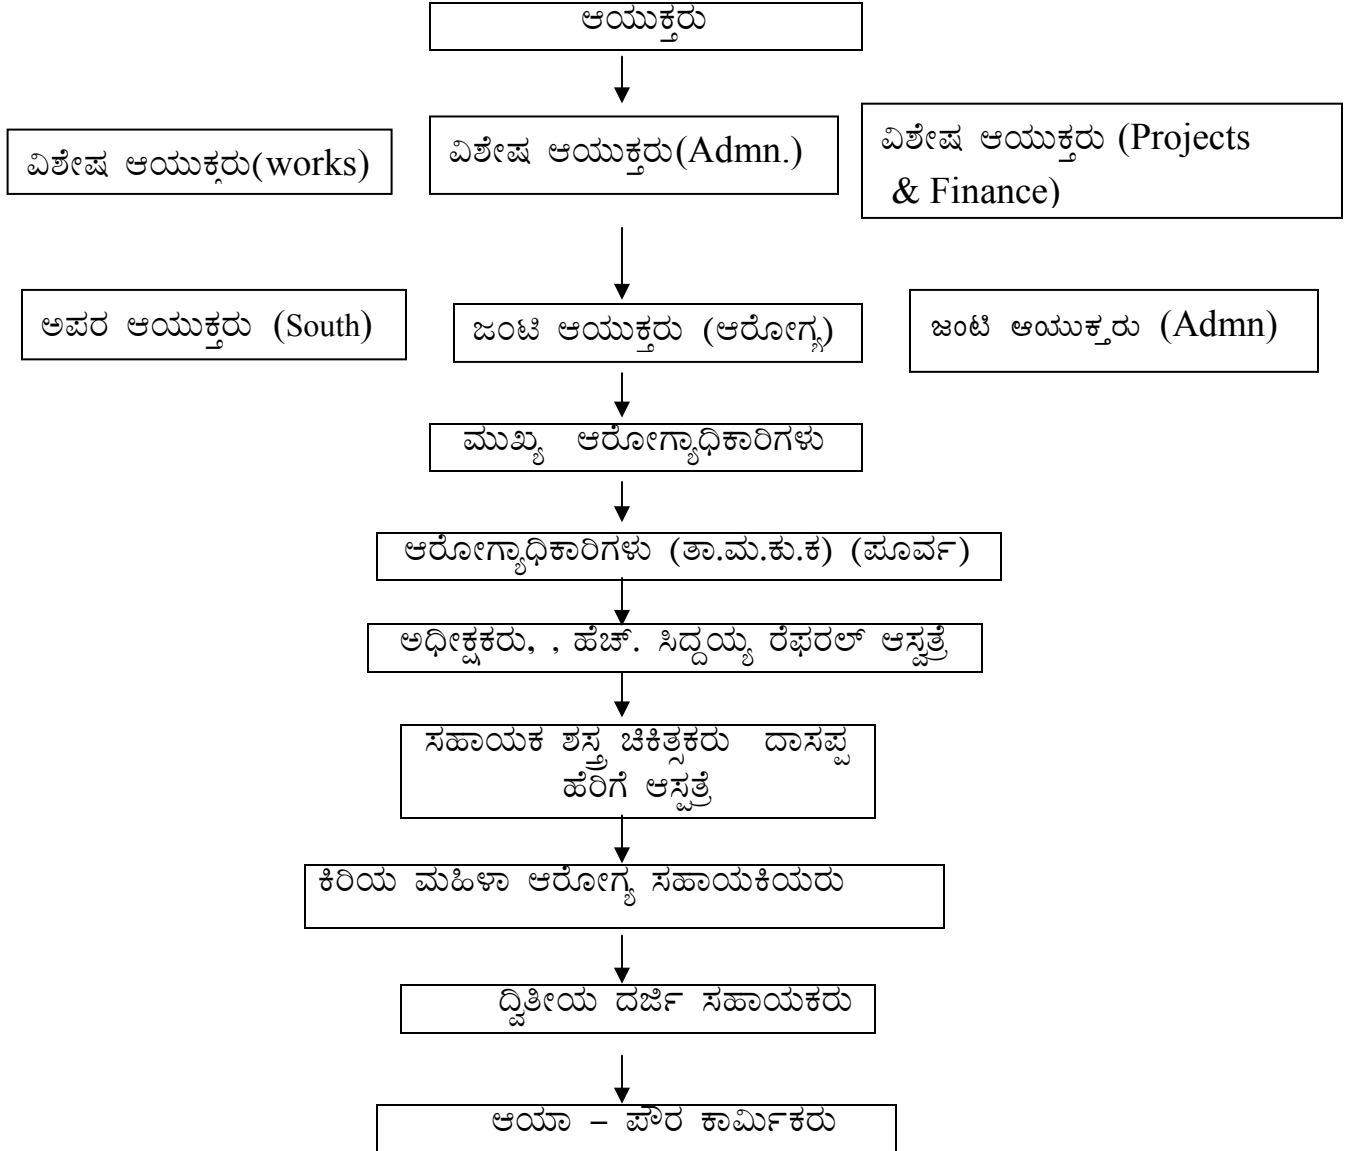 ಆಯುಕ್ತರು
ವಿಶೇಷ ಆಯುಕ್ತರು(works)
ವಿಶೇಷ ಆಯುಕ್ತರು(Admn.)
ವಿಶೇಷ ಆಯುಕ್ತರು (Projects
& Finance)
ಅಪರ ಆಯುಕ್ತರು (South)
ಜಂಟಿ ಆಯುಕ್ತರು (ಆರೋಗ್ಯ)
ಜಂಟಿ ಆಯುಕ್ತರು (Admn)
ಮುಖ್ಯ ಆರೋಗ್ಯಾಧಿಕಾರಿಗಳು
ಆರೋಗ್ಯಾಧಿಕಾರಿಗಳು (ತಾ.ಮ.ಕು.ಕ) (ಪೂರ್ವ)
ಅಧೀಕ್ಷಕರು, , ಹೆಚ್. ಸಿದ್ದಯ್ಯ ರೆಫರಲ್ ಆಸ್ಪತ್ರೆ
ಸಹಾಯಕ ಶಸ್ತ್ರ ಚಿಕಿತ್ಸಕರು ದಾಸಪ್ಪ
ಹೆರಿಗೆ ಆಸ್ಪತ್ರೆ
ಕಿರಿಯ ಮಹಿಳಾ ಆರೋಗ್ಯ ಸಹಾಯಕಿಯರು
ದ್ವಿತೀಯ ದರ್ಜಿ ಸಹಾಯಕರು
ಆಯಾ – ಪೌರ ಕಾರ್ಮಿಕರು